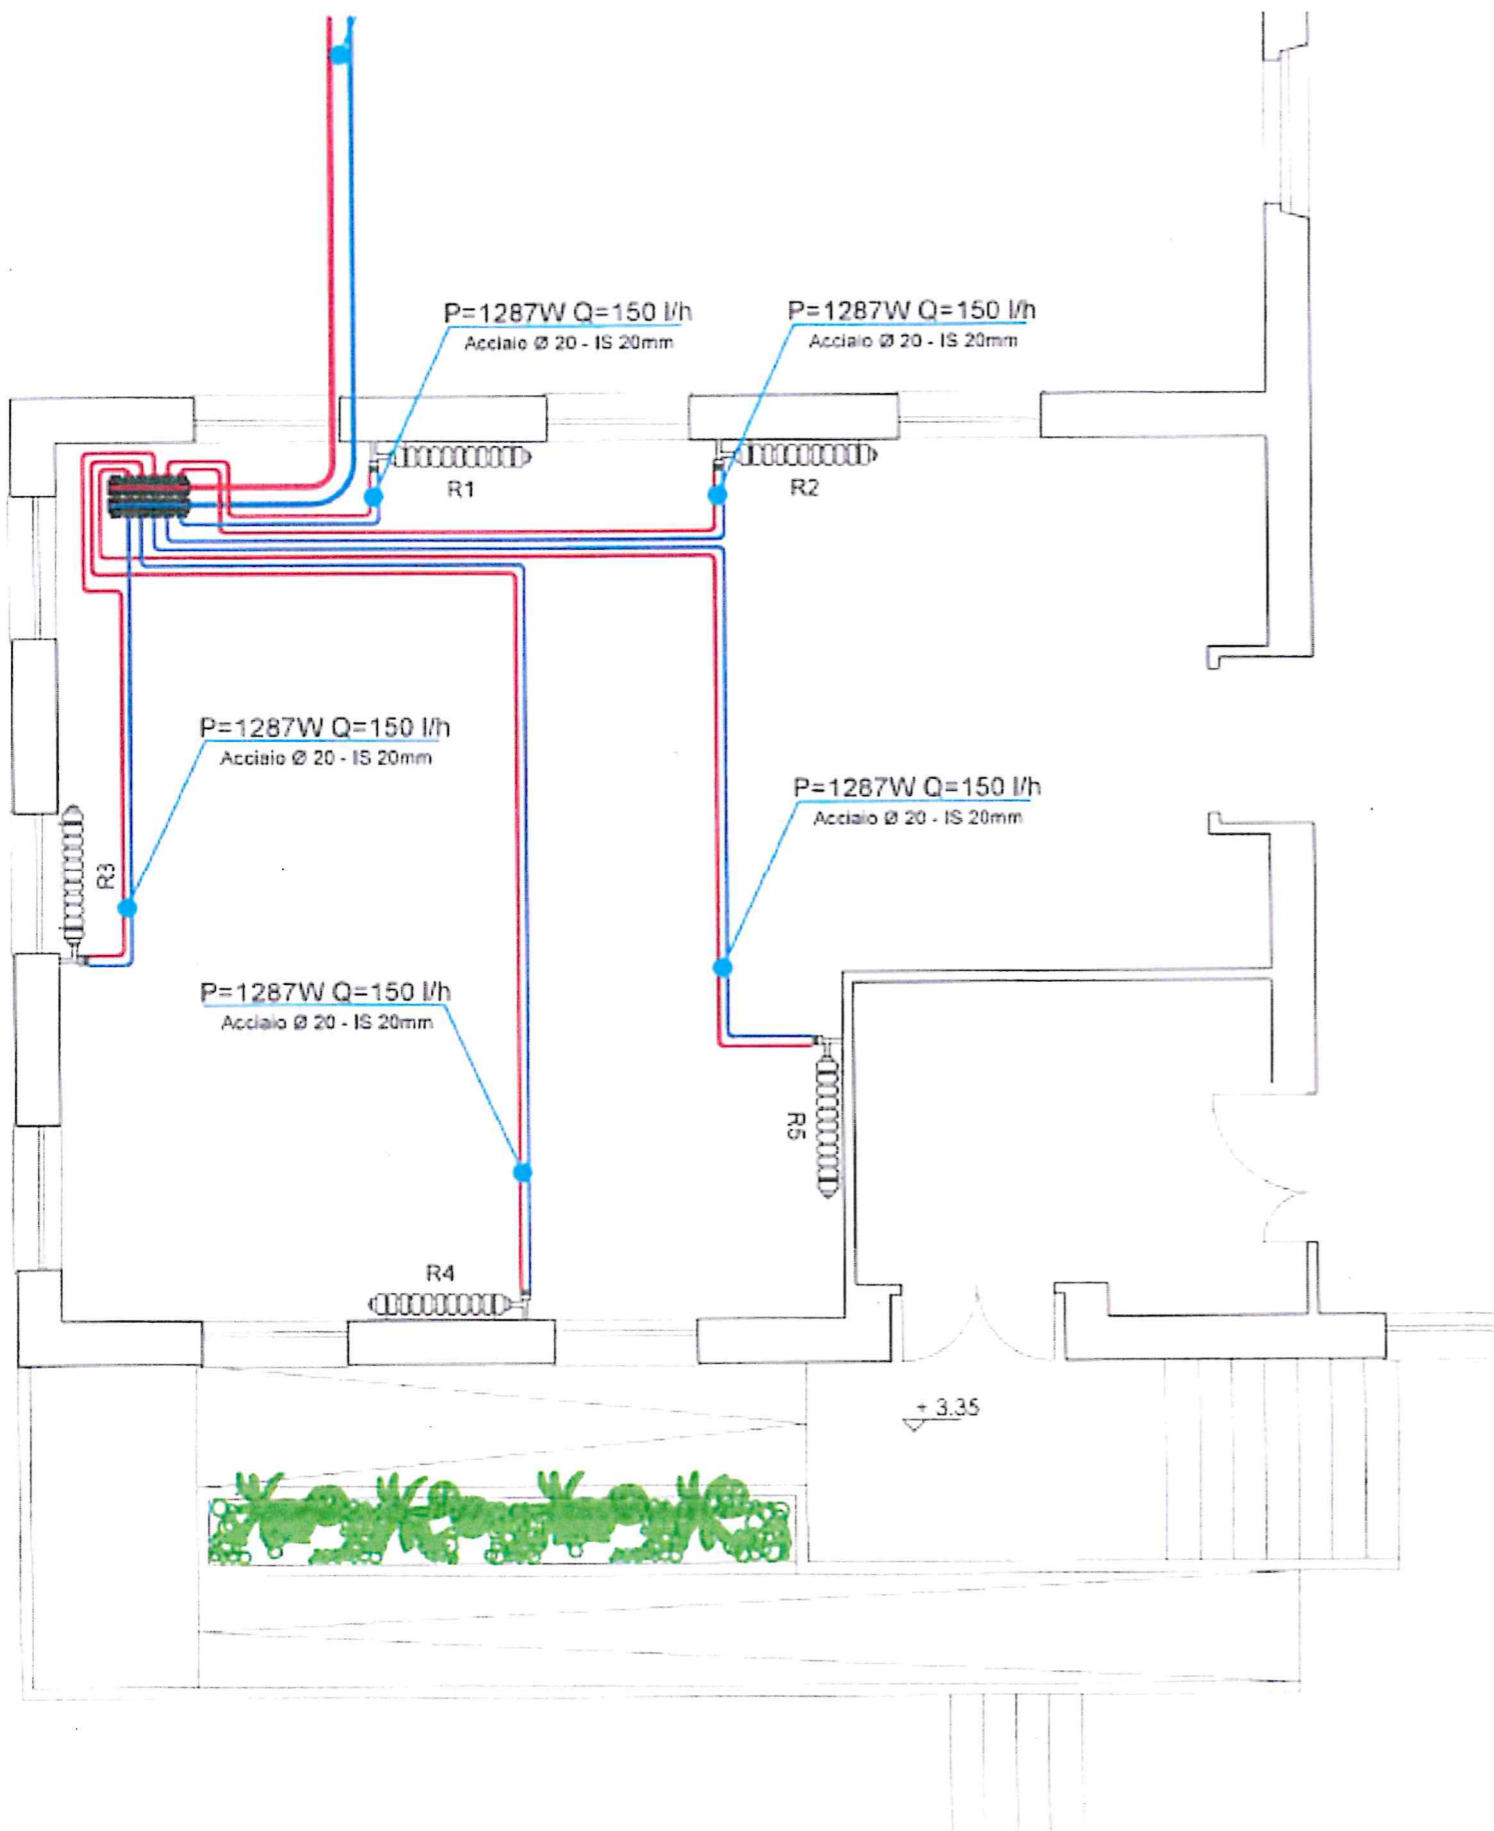 P=1287W Q=150 l/h
Acciaio Ø 20 - IS 20mm
P=1287W Q=150 l/h
Acciaio Ø 20 - IS 20mm
R1
R2
P=1287W Q=150 l/h
Acciaio Ø 20 - IS 20mm
P=1287W Q=150 l/h
Acciaio Ø 20 - IS 20mm
R3
P=1287W Q=150 l/h
Acciaio Ø 20 - IS 20mm
R5
R4
+ 3.35